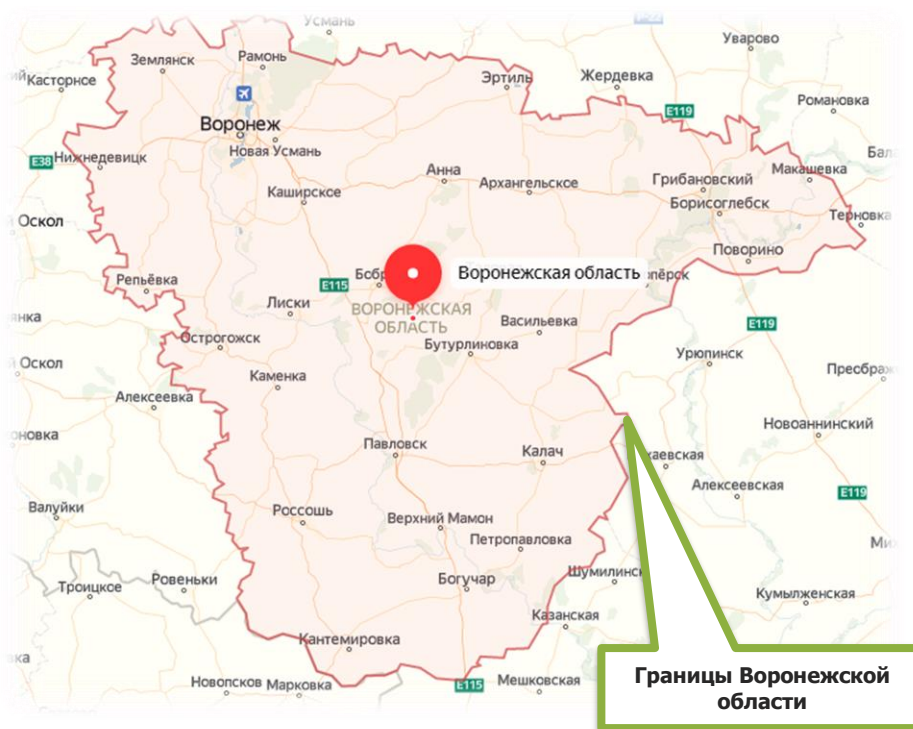 Усмань
Уварово
Землянск
Рамонь
Касторное
Эртиль
Жердевка
E119
Романовка
Воронеж
E38
Нижнедевицк
Новая Усмань
Анна
Архангельское
Грибановский
Макашевка
Каширское
Борисоглебск
Оскол
Терновка
Поворино
Воронежская область
Репьёвка
E115
Лиски
ВОРОНЕЖСКАЯ
ОБЛАСТЬ
Васильевка
E119
Острогожск
Бутурлиновка
Урюпинск
Оскол
Каменка
Алексеевка
Новоаннинский
Павловск
Калач
Алексеевская
E119
Валуйки
Россошь
Верхний Мамон
Петропавловка
Троицкое
Ровеньки
Богучар
Кумылженская
Казанская
Кантемировка
Новопсков
Марковка
E115
Мешковская
Границы Воронежской
области